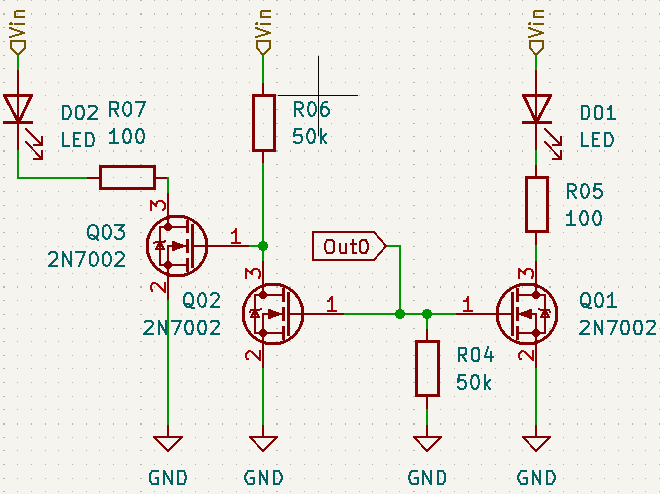 Vin
Vin
Vin
D02
LED
R07
100
R06
50k
D01
LED
R05
100
Q03
2N7002
3
1
2
Out0
Q02
2N7002
3
1
2
Q01
2N7002
3
1
2
R04
50k
GND
GND
GND
GND